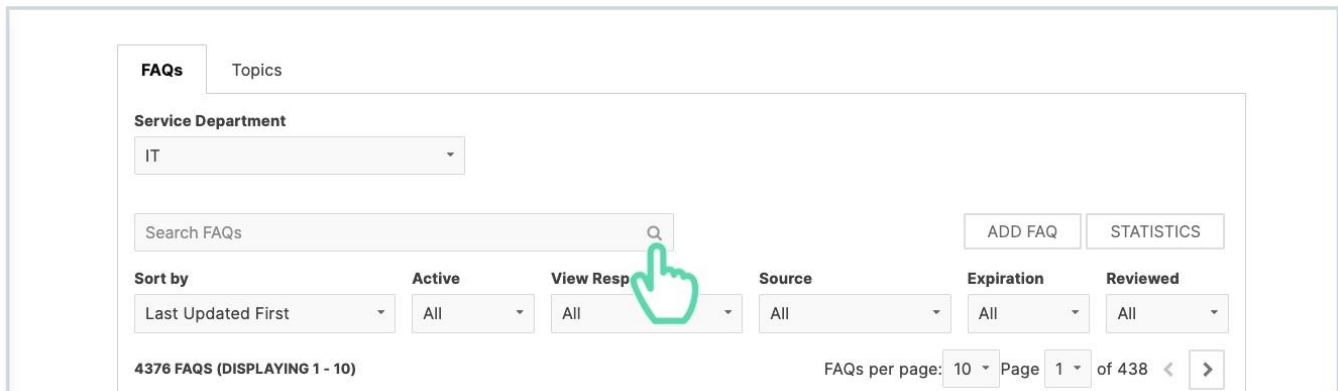 FAQs Topics
Service Department
IT
Search FAQs ADD FAQ STATISTICS
Sort by Active View Source Expiration Reviewed
Last Updated First All All All All All
4376 FAQS (DISPLAYING 1 - 10) FAQs per page: 10 Page 1 of 438